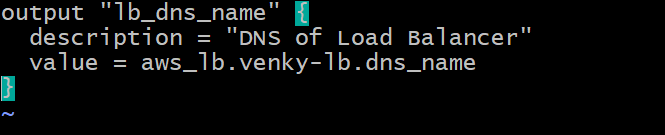 output "lb_dns_name" {
  description = "DNS of Load Balancer"
  value = aws_lb.venky-lb.dns_name
}
~